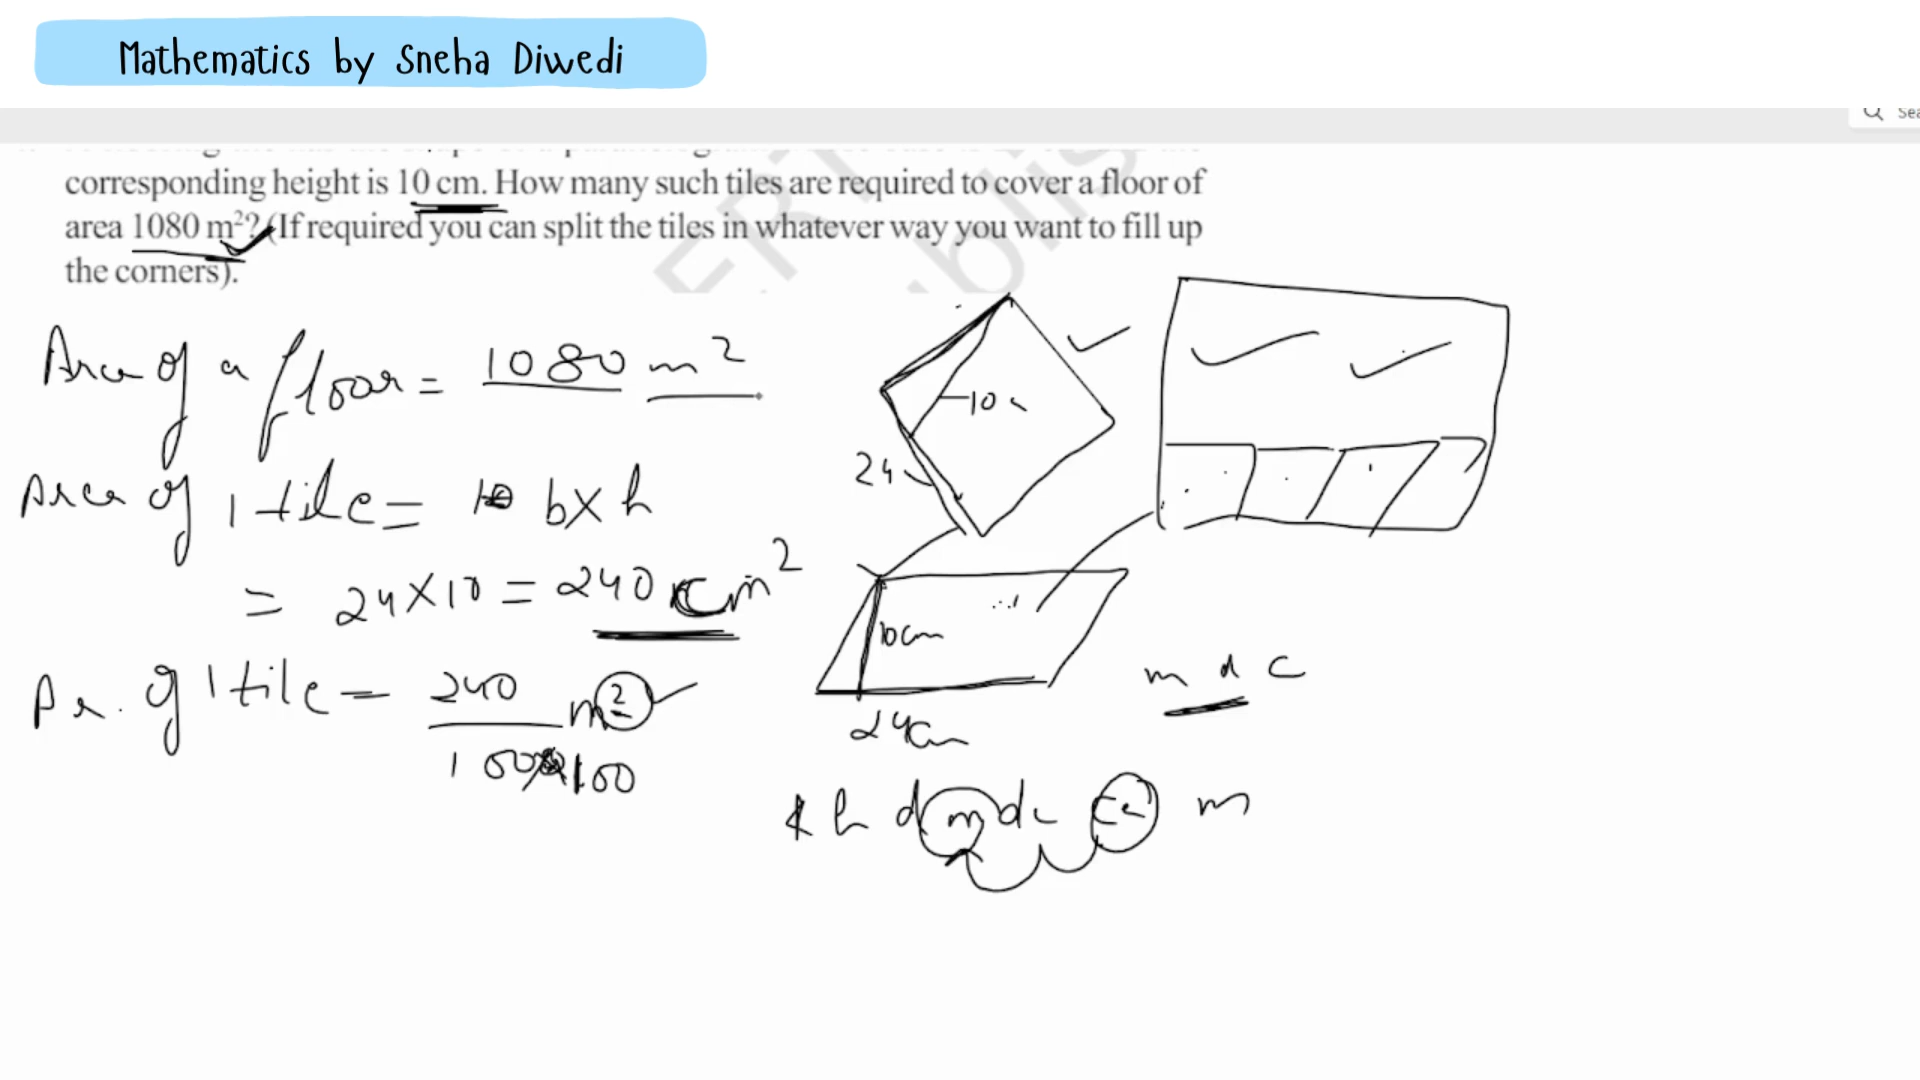 Mathematics by Sneha Diwedi
corresponding height is 10 cm. How many such tiles are required to cover a floor of
area 1080 m²? (If required you can split the tiles in whatever way you want to fill up
the corners).
Area of a floor = 1080 m²
10
24
Area of 1 tile = b×h
= 24×10 = 240 cm²
10cm
24cm
m d c
Ar. of 1 tile = 240 m²
100×100
k h d m d c m